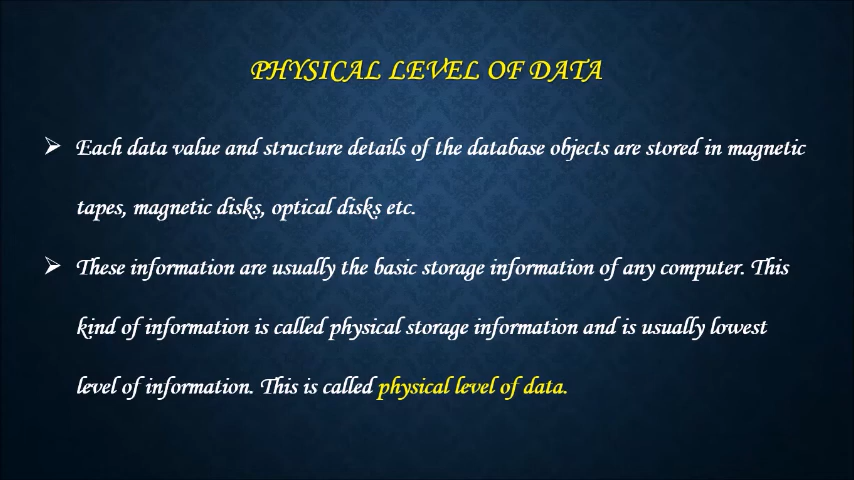 PHYSICAL LEVEL OF DATA
➢ Each data value and structure details of the database objects are stored in magnetic
tapes, magnetic disks, optical disks etc.
➢ These information are usually the basic storage information of any computer. This
kind of information is called physical storage information and is usually lowest
level of information. This is called physical level of data.